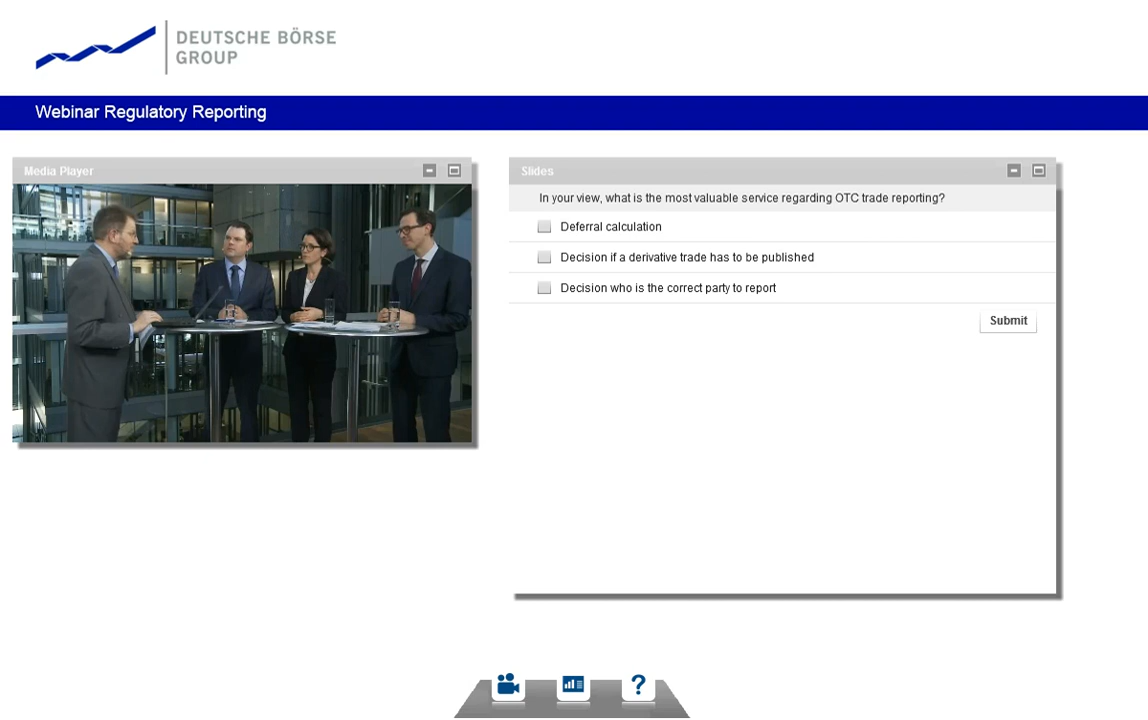 DEUTSCHE BÖRSE
GROUP
Webinar Regulatory Reporting
Media Player
Slides
In your view, what is the most valuable service regarding OTC trade reporting?
Deferral calculation
Decision if a derivative trade has to be published
Decision who is the correct party to report
Submit
?